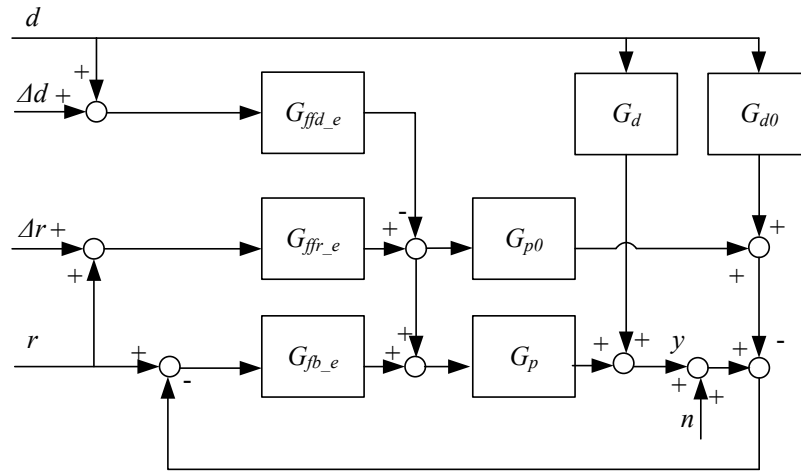 d
+
Δd +
G_ffd_e
G_d
G_d0
-
+
Δr +
+
G_ffr_e
+
G_p0
+
+
r
+
-
G_fb_e
+
+
G_p
+
+
y
+
+
n
+
-